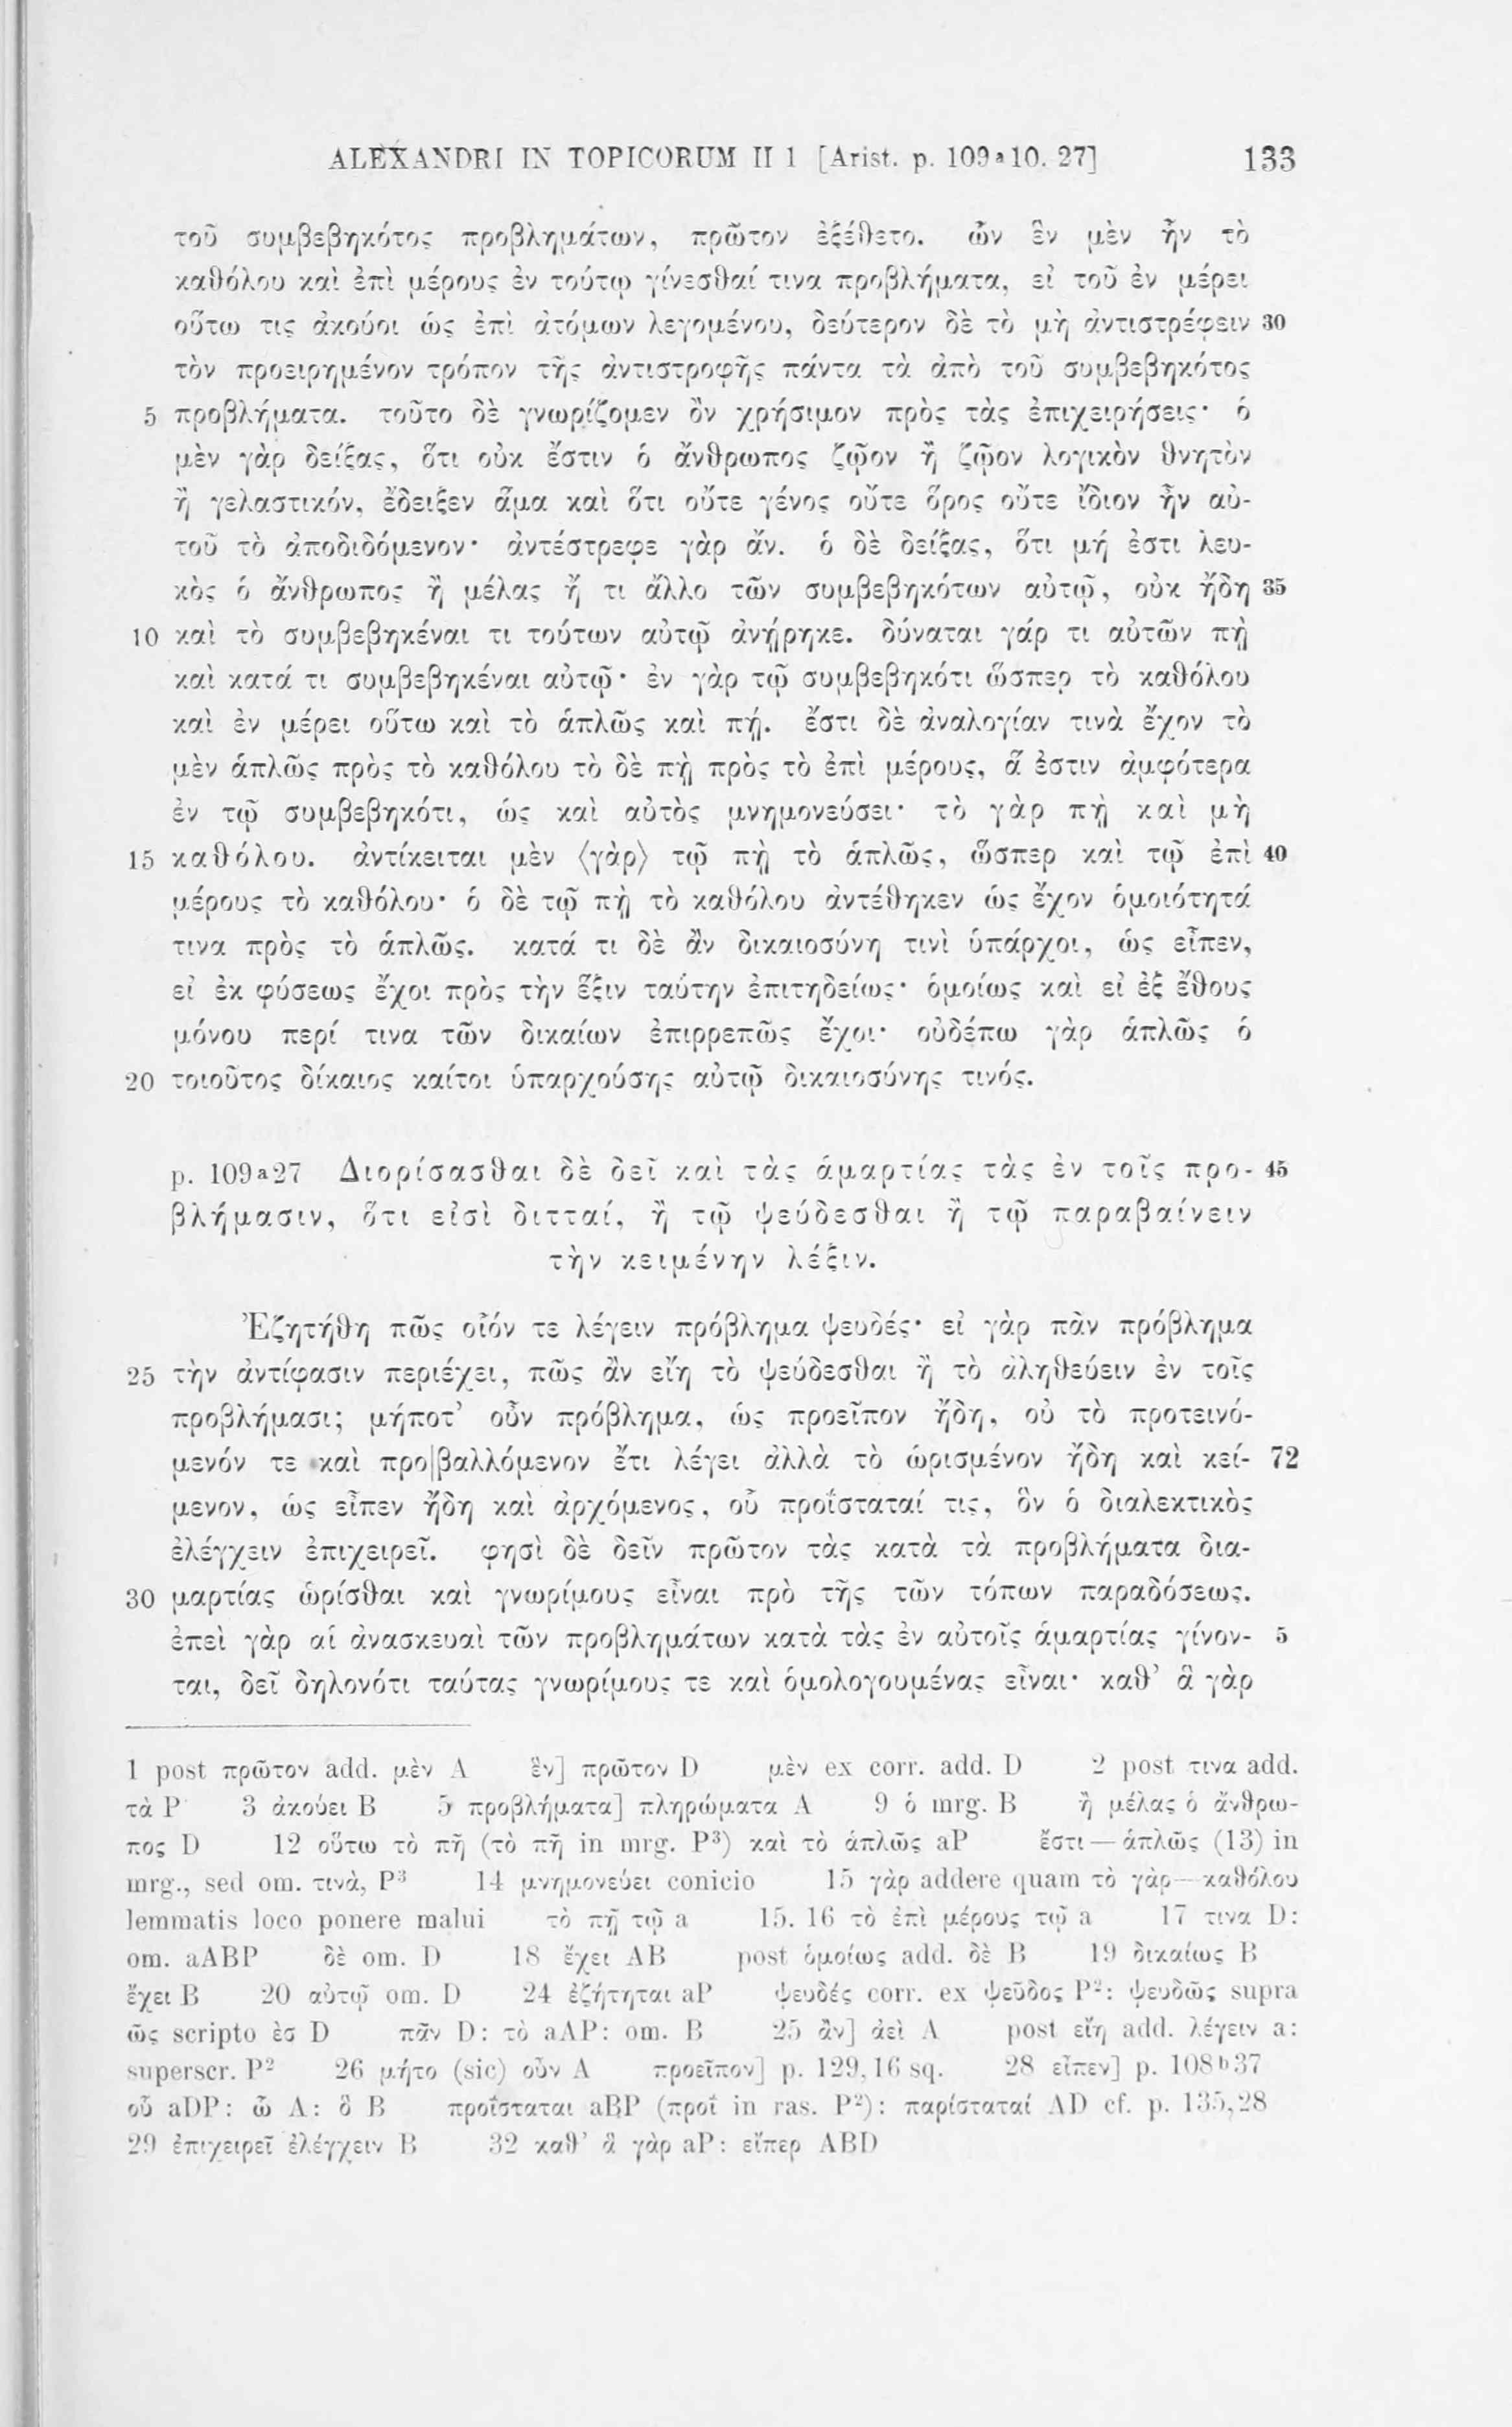 ALEXANDRI IN TOPICORUM II 1 [Arist. p. 109ᵃ10. 27] 133
τοῦ συμβεβηκότος προβλημάτων, πρῶτον ἐξέθετο. ὧν ἓν μὲν ἦν τὸ
καθόλου καὶ ἐπὶ μέρους ἐν τούτῳ γίνεσθαί τινα προβλήματα, εἰ τοῦ ἐν μέρει
οὕτω τις ἀκούοι ὡς ἐπὶ ἀτόμων λεγομένου, δεύτερον δὲ τὸ μὴ ἀντιστρέφειν 30
τὸν προειρημένον τρόπον τῆς ἀντιστροφῆς πάντα τὰ ἀπὸ τοῦ συμβεβηκότος
5 προβλήματα. τοῦτο δὲ γνωρίζομεν ὂν χρήσιμον πρὸς τὰς ἐπιχειρήσεις· ὁ
μὲν γὰρ δείξας, ὅτι οὐκ ἔστιν ὁ ἄνθρωπος ζῷον ἢ ζῷον λογικὸν θνητὸν
ἢ γελαστικόν, ἔδειξεν ἅμα καὶ ὅτι οὔτε γένος οὔτε ὅρος οὔτε ἴδιον ἦν αὐ-
τοῦ τὸ ἀποδιδόμενον· ἀντέστρεφε γὰρ ἄν. ὁ δὲ δείξας, ὅτι μή ἐστι λευ-
κὸς ὁ ἄνθρωπος ἢ μέλας ἤ τι ἄλλο τῶν συμβεβηκότων αὐτῷ, οὐκ ἤδη 35
10 καὶ τὸ συμβεβηκέναι τι τούτων αὐτῷ ἀνῄρηκε. δύναται γάρ τι αὐτῶν πῂ
καὶ κατά τι συμβεβηκέναι αὐτῷ· ἐν γὰρ τῷ συμβεβηκότι ὥσπερ τὸ καθόλου
καὶ ἐν μέρει οὕτω καὶ τὸ ἁπλῶς καὶ πῄ. ἔστι δὲ ἀναλογίαν τινὰ ἔχον τὸ
μὲν ἁπλῶς πρὸς τὸ καθόλου τὸ δὲ πῂ πρὸς τὸ ἐπὶ μέρους, ἅ ἐστιν ἀμφότερα
ἐν τῷ συμβεβηκότι, ὡς καὶ αὐτὸς μνημονεύσει· τὸ γὰρ πῂ καὶ μὴ
15 καθόλου. ἀντίκειται μὲν ⟨γὰρ⟩ τῷ πῂ τὸ ἁπλῶς, ὥσπερ καὶ τῷ ἐπὶ 40
μέρους τὸ καθόλου· ὁ δὲ τῷ πῂ τὸ καθόλου ἀντέθηκεν ὡς ἔχον ὁμοιότητά
τινα πρὸς τὸ ἁπλῶς. κατά τι δὲ ἂν δικαιοσύνη τινὶ ὑπάρχοι, ὡς εἶπεν,
εἰ ἐκ φύσεως ἔχοι πρὸς τὴν ἕξιν ταύτην ἐπιτηδείως· ὁμοίως καὶ εἰ ἐξ ἔθους
μόνου περί τινα τῶν δικαίων ἐπιρρεπῶς ἔχοι· οὐδέπω γὰρ ἁπλῶς ὁ
20 τοιοῦτος δίκαιος καίτοι ὑπαρχούσης αὐτῷ δικαιοσύνης τινός.
p. 109ᵃ27 Διορίσασθαι δὲ δεῖ καὶ τὰς ἁμαρτίας τὰς ἐν τοῖς προ- 45
βλήμασιν, ὅτι εἰσὶ διτταί, ἢ τῷ ψεύδεσθαι ἢ τῷ παραβαίνειν
τὴν κειμένην λέξιν.
Ἐζητήθη πῶς οἷόν τε λέγειν πρόβλημα ψευδές· εἰ γὰρ πᾶν πρόβλημα
25 τὴν ἀντίφασιν περιέχει, πῶς ἂν εἴη τὸ ψεύδεσθαι ἢ τὸ ἀληθεύειν ἐν τοῖς
προβλήμασι; μήποτ’ οὖν πρόβλημα, ὡς προεῖπον ἤδη, οὐ τὸ προτεινό-
μενόν τε καὶ προ|βαλλόμενον ἔτι λέγει ἀλλὰ τὸ ὡρισμένον ἤδη καὶ κεί- 72
μενον, ὡς εἶπεν ἤδη καὶ ἀρχόμενος, οὗ προΐσταταί τις, ὃν ὁ διαλεκτικὸς
ἐλέγχειν ἐπιχειρεῖ. φησὶ δὲ δεῖν πρῶτον τὰς κατὰ τὰ προβλήματα δια-
30 μαρτίας ὡρίσθαι καὶ γνωρίμους εἶναι πρὸ τῆς τῶν τόπων παραδόσεως.
ἐπεὶ γὰρ αἱ ἀνασκευαὶ τῶν προβλημάτων κατὰ τὰς ἐν αὐτοῖς ἁμαρτίας γίνον- 5
ται, δεῖ δηλονότι ταύτας γνωρίμους τε καὶ ὁμολογουμένας εἶναι· καθ’ ἃ γὰρ
1 post πρῶτον add. μὲν A ἓν] πρῶτον D μὲν ex corr. add. D 2 post τινα add.
τὰ P 3 ἀκούει B 5 προβλήματα] πληρώματα A 9 ὁ mrg. B ἢ μέλας ὁ ἄνθρω-
πος D 12 οὕτω τὸ πῆ (τὸ πῆ in mrg. P³) καὶ τὸ ἁπλῶς aP ἔστι — ἁπλῶς (13) in
mrg., sed om. τινὰ, P³ 14 μνημονεύει conicio 15 γὰρ addere quam τὸ γὰρ — καθόλου
lemmatis loco ponere malui τὸ πῇ τῷ a 15. 16 τὸ ἐπὶ μέρους τῷ a 17 τινα D:
om. aABP δὲ om. D 18 ἔχει AB post ὁμοίως add. δὲ B 19 δικαίως B
ἔχει B 20 αὐτῷ om. D 24 ἐζήτηται aP ψευδές corr. ex ψεῦδος P²: ψευδῶς supra
ῶς scripto ὲσ D πᾶν D: τὸ aAP: om. B 25 ἂν] ἀεὶ A post εἴη add. λέγειν a:
superscr. P² 26 μήτο (sic) οὖν A προεῖπον] p. 129,16 sq. 28 εἶπεν] p. 108ᵇ37
οὗ aDP: ὧ A: ὃ B προΐσταται aBP (προΐ in ras. P²): παρίσταταί AD cf. p. 135,28
29 ἐπιχειρεῖ ἐλέγχειν B 32 καθ’ ἃ γὰρ aP: εἴπερ ABD